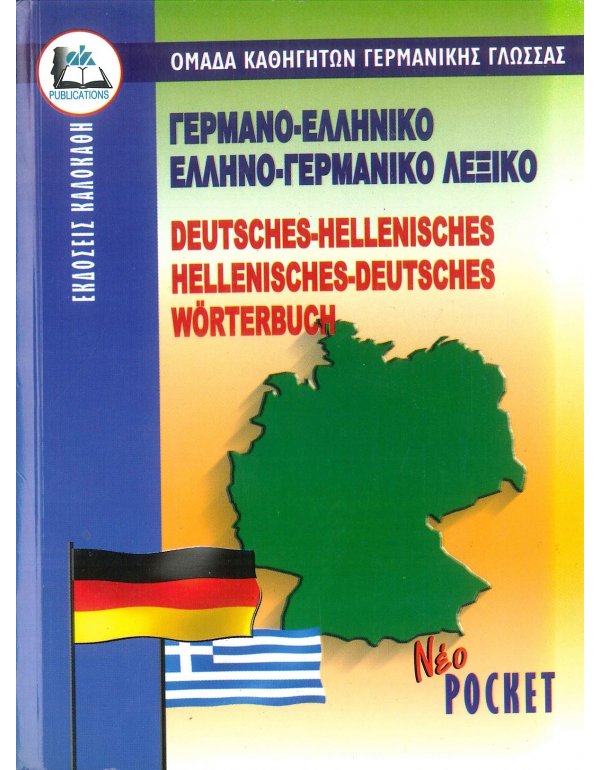 PUBLICATIONS
ΟΜΑΔΑ ΚΑΘΗΓΗΤΩΝ ΓΕΡΜΑΝΙΚΗΣ ΓΛΩΣΣΑΣ
ΕΚΔΟΣΕΙΣ ΚΑΛΟΚΑΘΗ
ΓΕΡΜΑΝΟ-ΕΛΛΗΝΙΚΟ
ΕΛΛΗΝΟ-ΓΕΡΜΑΝΙΚΟ ΛΕΞΙΚΟ
DEUTSCHES-HELLENISCHES
HELLENISCHES-DEUTSCHES
WÖRTERBUCH
Νέο
POCKET